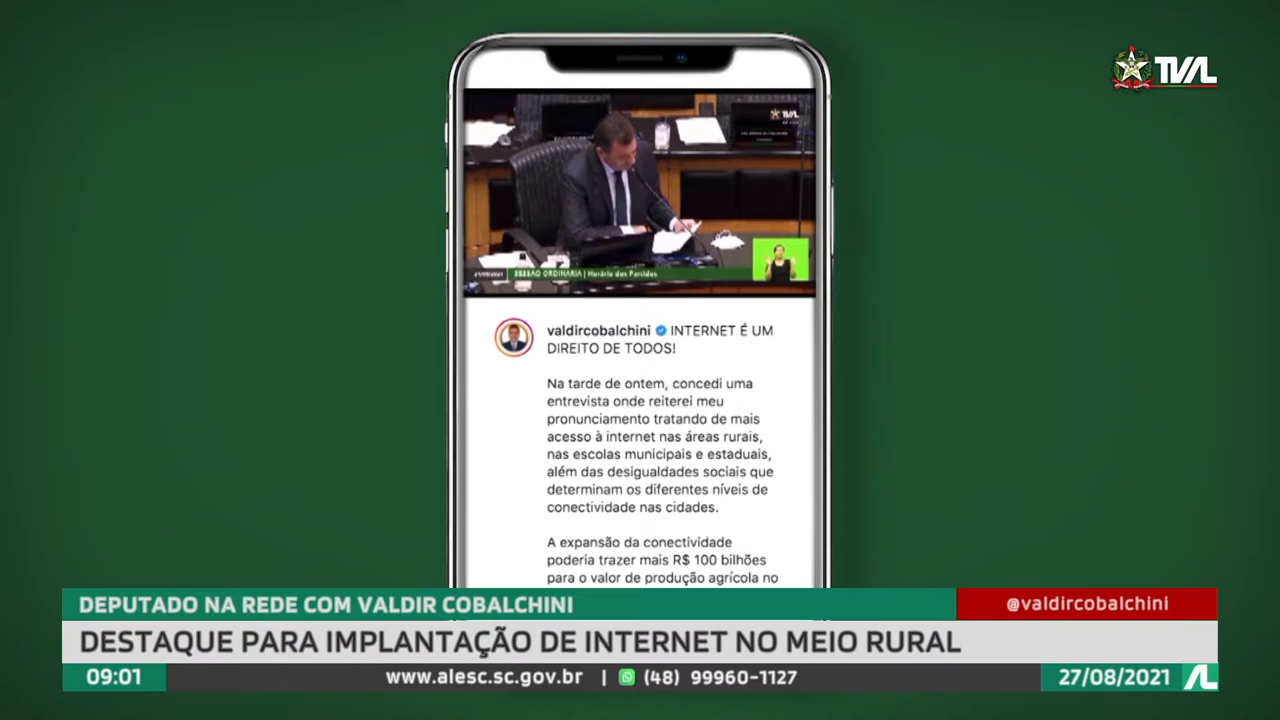 TVAL
TVAL
SESSÃO ORDINÁRIA | Horário dos Partidos
valdircobalchini INTERNET É UM
DIREITO DE TODOS!
Na tarde de ontem, concedi uma
entrevista onde reiterei meu
pronunciamento tratando de mais
acesso à internet nas áreas rurais,
nas escolas municipais e estaduais,
além das desigualdades sociais que
determinam os diferentes níveis de
conectividade nas cidades.
A expansão da conectividade
poderia trazer mais R$ 100 bilhões
para o valor de produção agrícola no
DEPUTADO NA REDE COM VALDIR COBALCHINI
@valdircobalchini
DESTAQUE PARA IMPLANTAÇÃO DE INTERNET NO MEIO RURAL
09:01
www.alesc.sc.gov.br | (48) 99960-1127
27/08/2021